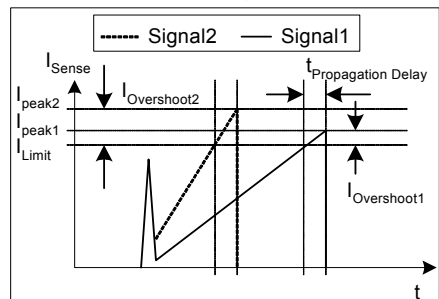 Signal2 Signal1
I_Sense
t_Propagation Delay
I_peak2
I_Overshoot2
I_peak1
I_Limit
I_Overshoot1
t